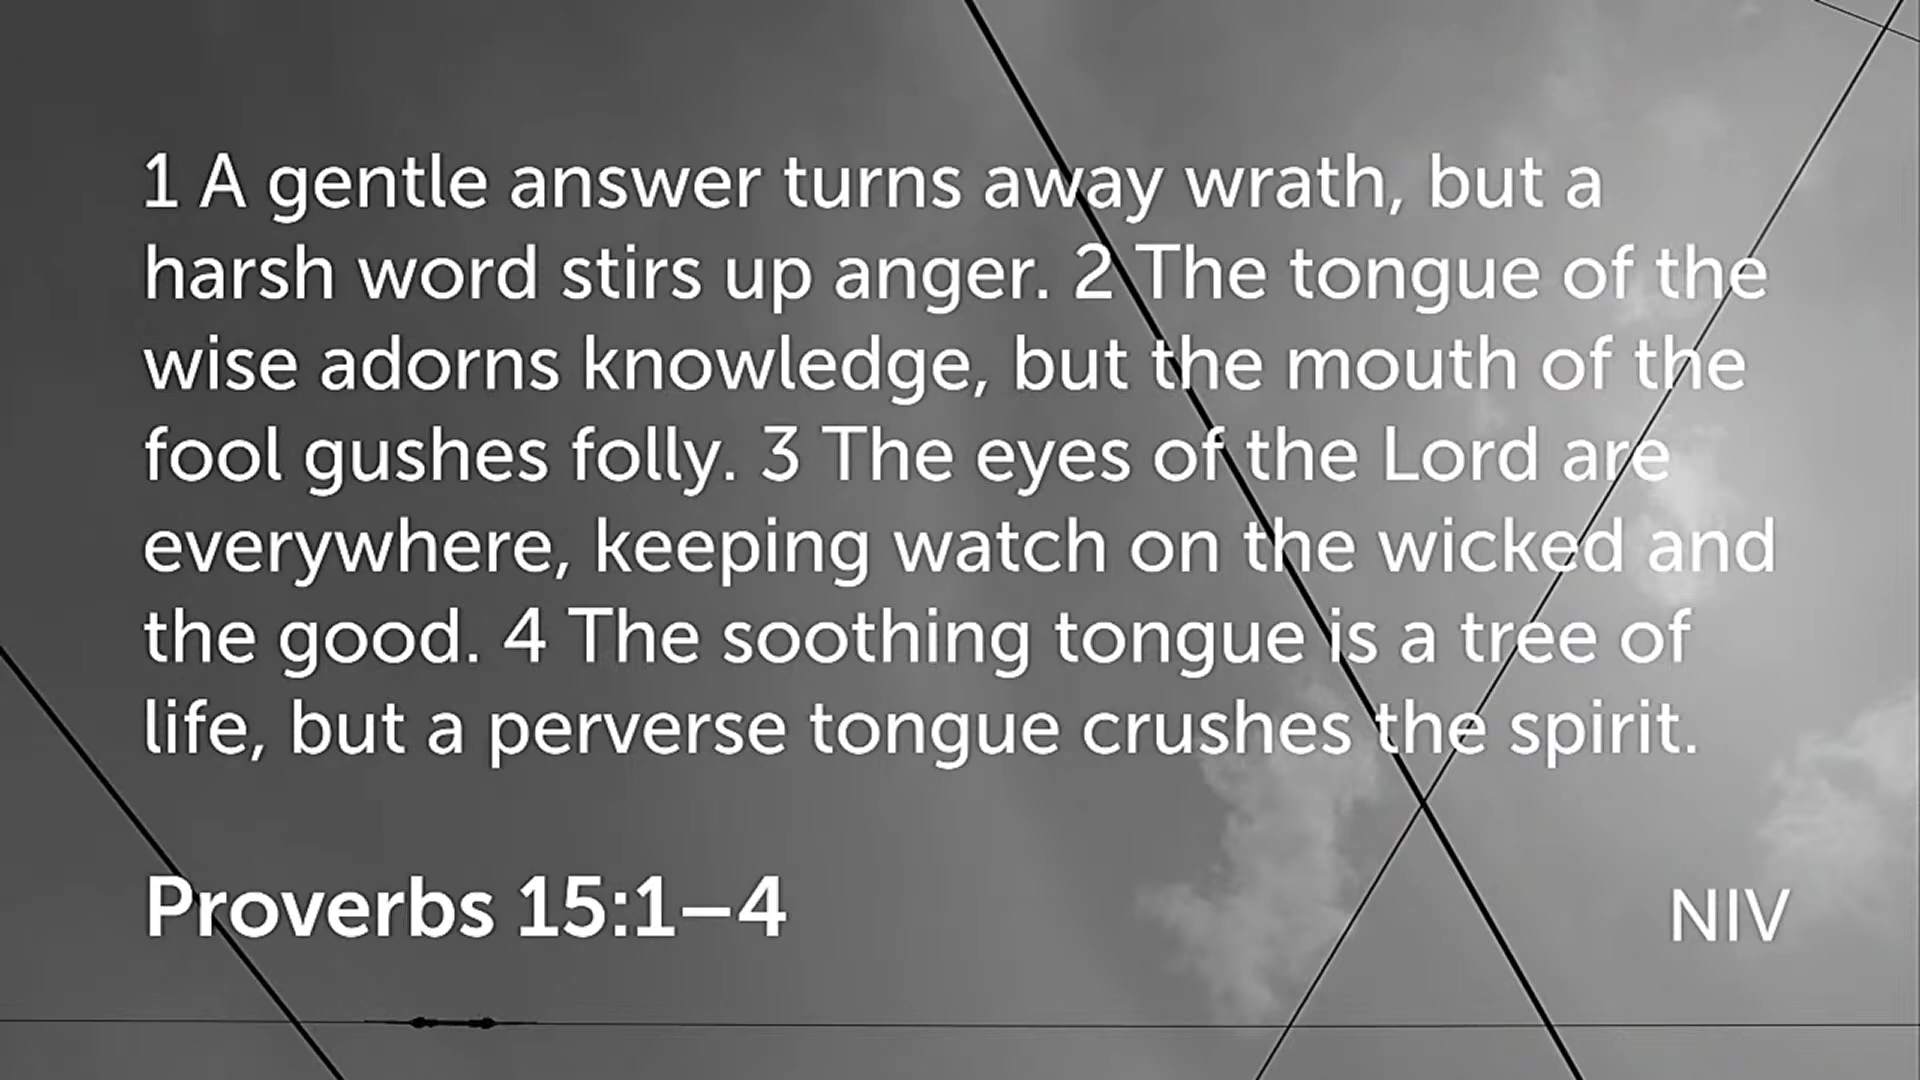 1 A gentle answer turns away wrath, but a
harsh word stirs up anger. 2 The tongue of the
wise adorns knowledge, but the mouth of the
fool gushes folly. 3 The eyes of the Lord are
everywhere, keeping watch on the wicked and
the good. 4 The soothing tongue is a tree of
life, but a perverse tongue crushes the spirit.
Proverbs 15:1–4
NIV